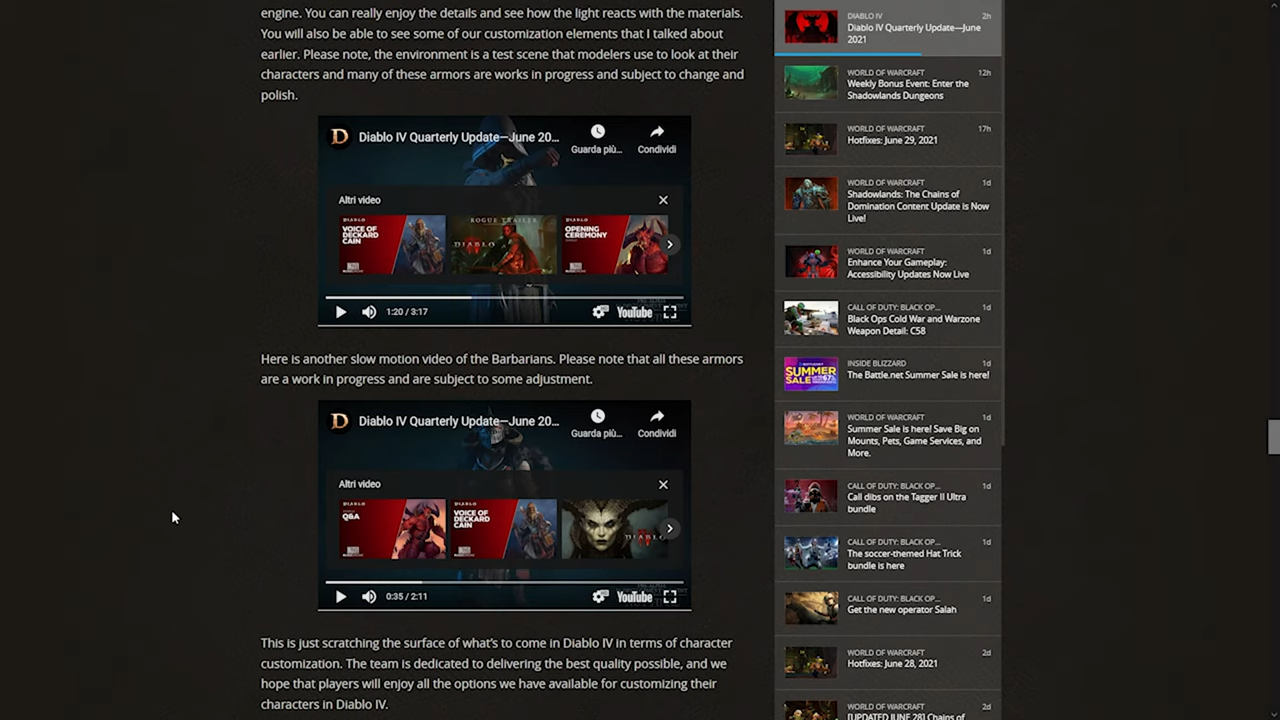 engine. You can really enjoy the details and see how the light reacts with the materials.
You will also be able to see some of our customization elements that I talked about
earlier. Please note, the environment is a test scene that modelers use to look at their
characters and many of these armors are works in progress and subject to change and
polish.
Diablo IV Quarterly Update—June 20...
Guarda più...
Condividi
Altri video
DIABLO
VOICE OF
DECKARD
CAIN
ROGUE TRAILER
DIABLO
DIABLO
OPENING
CEREMONY
1:20 / 3:17
YouTube
Here is another slow motion video of the Barbarians. Please note that all these armors
are a work in progress and are subject to some adjustment.
Diablo IV Quarterly Update—June 20...
Guarda più...
Condividi
Altri video
DIABLO
Q&A
DIABLO
VOICE OF
DECKARD
CAIN
DIABLO
0:35 / 2:11
YouTube
This is just scratching the surface of what's to come in Diablo IV in terms of character
customization. The team is dedicated to delivering the best quality possible, and we
hope that players will enjoy all the options we have available for customizing their
characters in Diablo IV.
DIABLO IV
2h
Diablo IV Quarterly Update—June
2021
WORLD OF WARCRAFT
12h
Weekly Bonus Event: Enter the
Shadowlands Dungeons
WORLD OF WARCRAFT
17h
Hotfixes: June 29, 2021
WORLD OF WARCRAFT
1d
Shadowlands: The Chains of
Domination Content Update is Now
Live!
WORLD OF WARCRAFT
1d
Enhance Your Gameplay:
Accessibility Updates Now Live
CALL OF DUTY: BLACK OP...
1d
Black Ops Cold War and Warzone
Weapon Detail: C58
INSIDE BLIZZARD
1d
SUMMER
SALE
The Battle.net Summer Sale is here!
WORLD OF WARCRAFT
1d
Summer Sale is here! Save Big on
Mounts, Pets, Game Services, and
More.
CALL OF DUTY: BLACK OP...
1d
Call dibs on the Tagger II Ultra
bundle
CALL OF DUTY: BLACK OP...
1d
The soccer-themed Hat Trick
bundle is here
CALL OF DUTY: BLACK OP...
1d
Get the new operator Salah
WORLD OF WARCRAFT
2d
Hotfixes: June 28, 2021
WORLD OF WARCRAFT
2d
[UPDATED JUNE 28] Chains of